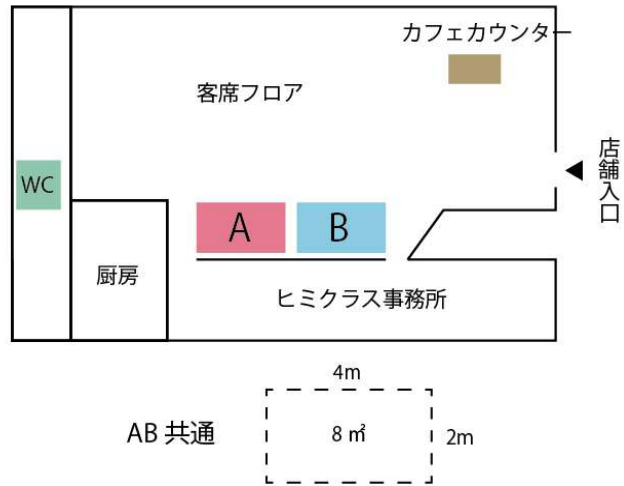 カフェカウンター
客席フロア
店舗入口
WC
A
B
厨房
ヒミクラス事務所
4m
AB 共通
8 ㎡
2m